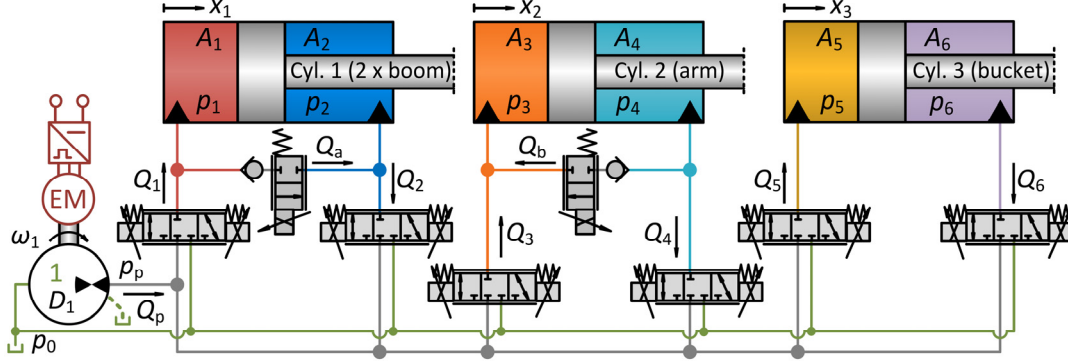 x₁ x₂ x₃
A₁ A₂ A₃ A₄ A₅ A₆
Cyl. 1 (2 x boom) Cyl. 2 (arm) Cyl. 3 (bucket)
p₁ p₂ p₃ p₄ p₅ p₆
Qₐ Q_b
Q₁ Q₂ Q₅ Q₆
EM
ω₁ Q₃ Q₄
1 pₚ
D₁
Qₚ
p₀